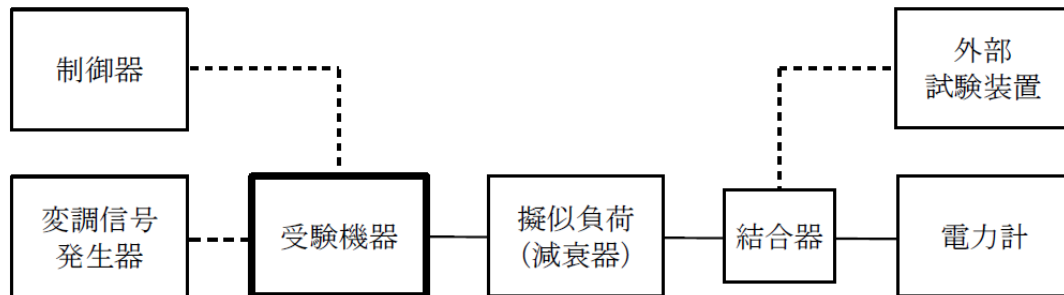 制御器
外部
試験装置
変調信号
発生器
受験機器
擬似負荷
(減衰器)
結合器
電力計